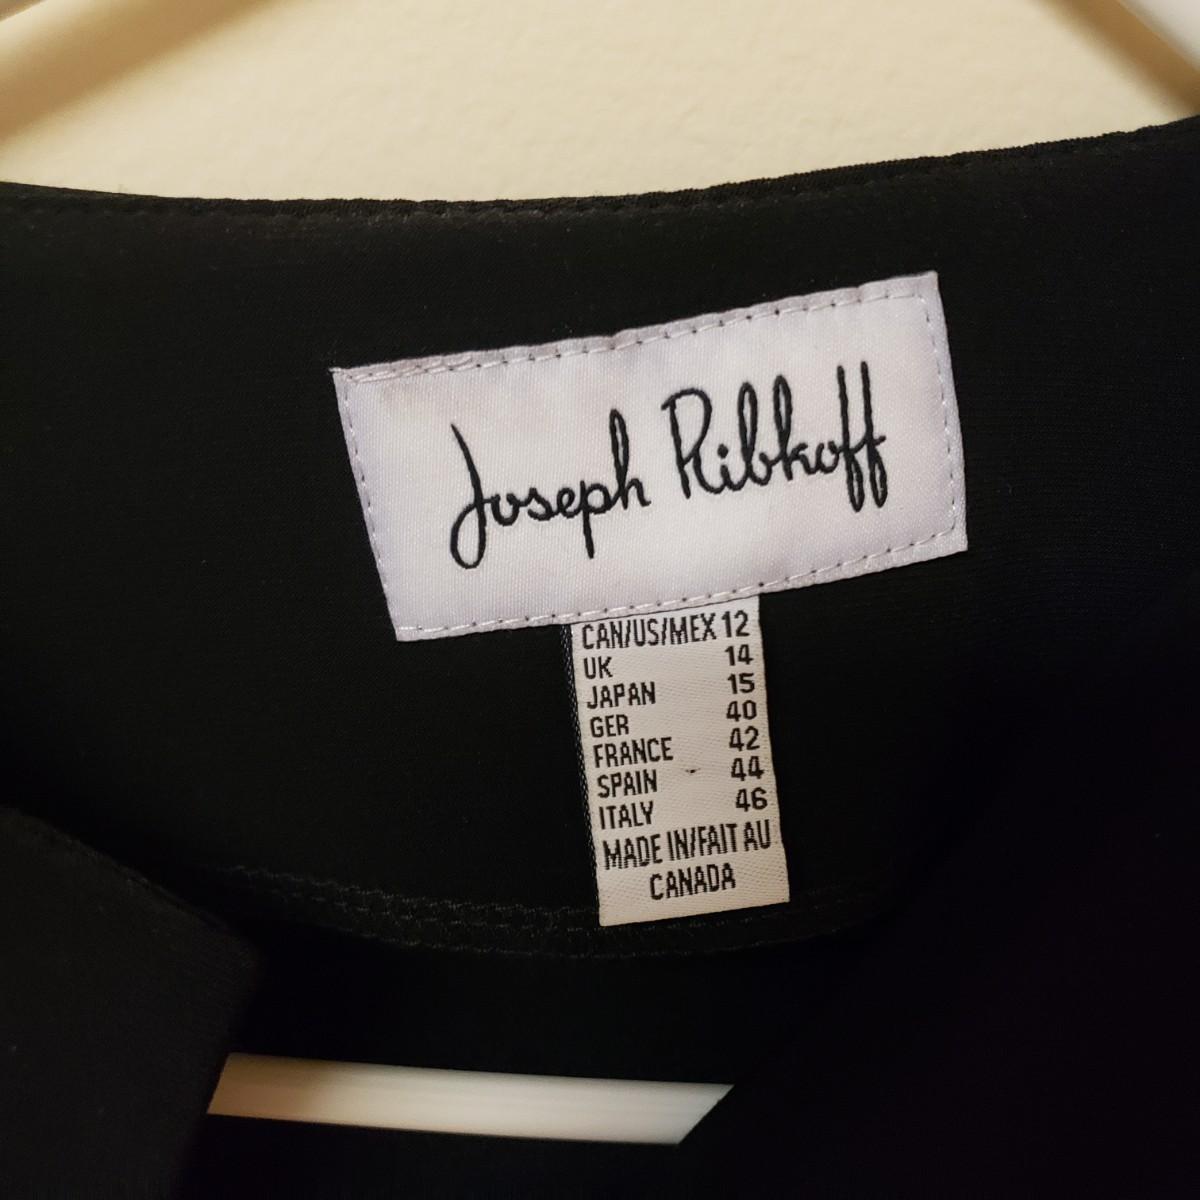 Joseph Ribkoff
CAN/US/MEX 12
UK 14
JAPAN 15
GER 40
FRANCE 42
SPAIN 44
ITALY 46
MADE IN/FAIT AU
CANADA